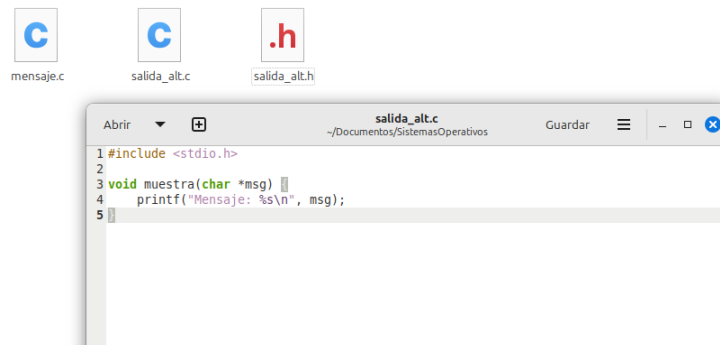 C
C
.h
mensaje.c
salida_alt.c
salida_alt.h
Abrir
salida_alt.c
~/Documentos/SistemasOperativos
Guardar
1 #include <stdio.h>
2
3 void muestra(char *msg) {
4     printf("Mensaje: %s\n", msg);
5 }